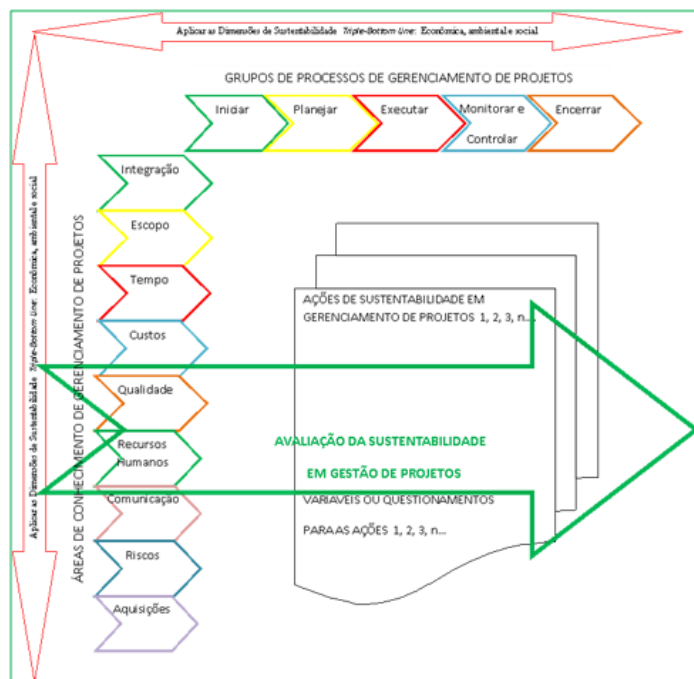 Aplicar as Dimensões de Sustentabilidade Triple-Bottom Line: Econômica, ambiental e social
GRUPOS DE PROCESSOS DE GERENCIAMENTO DE PROJETOS
Iniciar
Planejar
Executar
Monitorar e
Controlar
Encerrar
Aplicar as Dimensões de Sustentabilidade Triple-Bottom Line: Econômica, ambiental e social
ÁREAS DE CONHECIMENTO DE GERENCIAMENTO DE PROJETOS
Integração
Escopo
Tempo
Custos
Qualidade
Recursos
Humanos
Comunicação
Riscos
Aquisições
AÇÕES DE SUSTENTABILIDADE EM
GERENCIAMENTO DE PROJETOS 1, 2, 3, n...
AVALIAÇÃO DA SUSTENTABILIDADE
EM GESTÃO DE PROJETOS
VARIAVEIS OU QUESTIONAMENTOS
PARA AS AÇÕES 1, 2, 3, n...